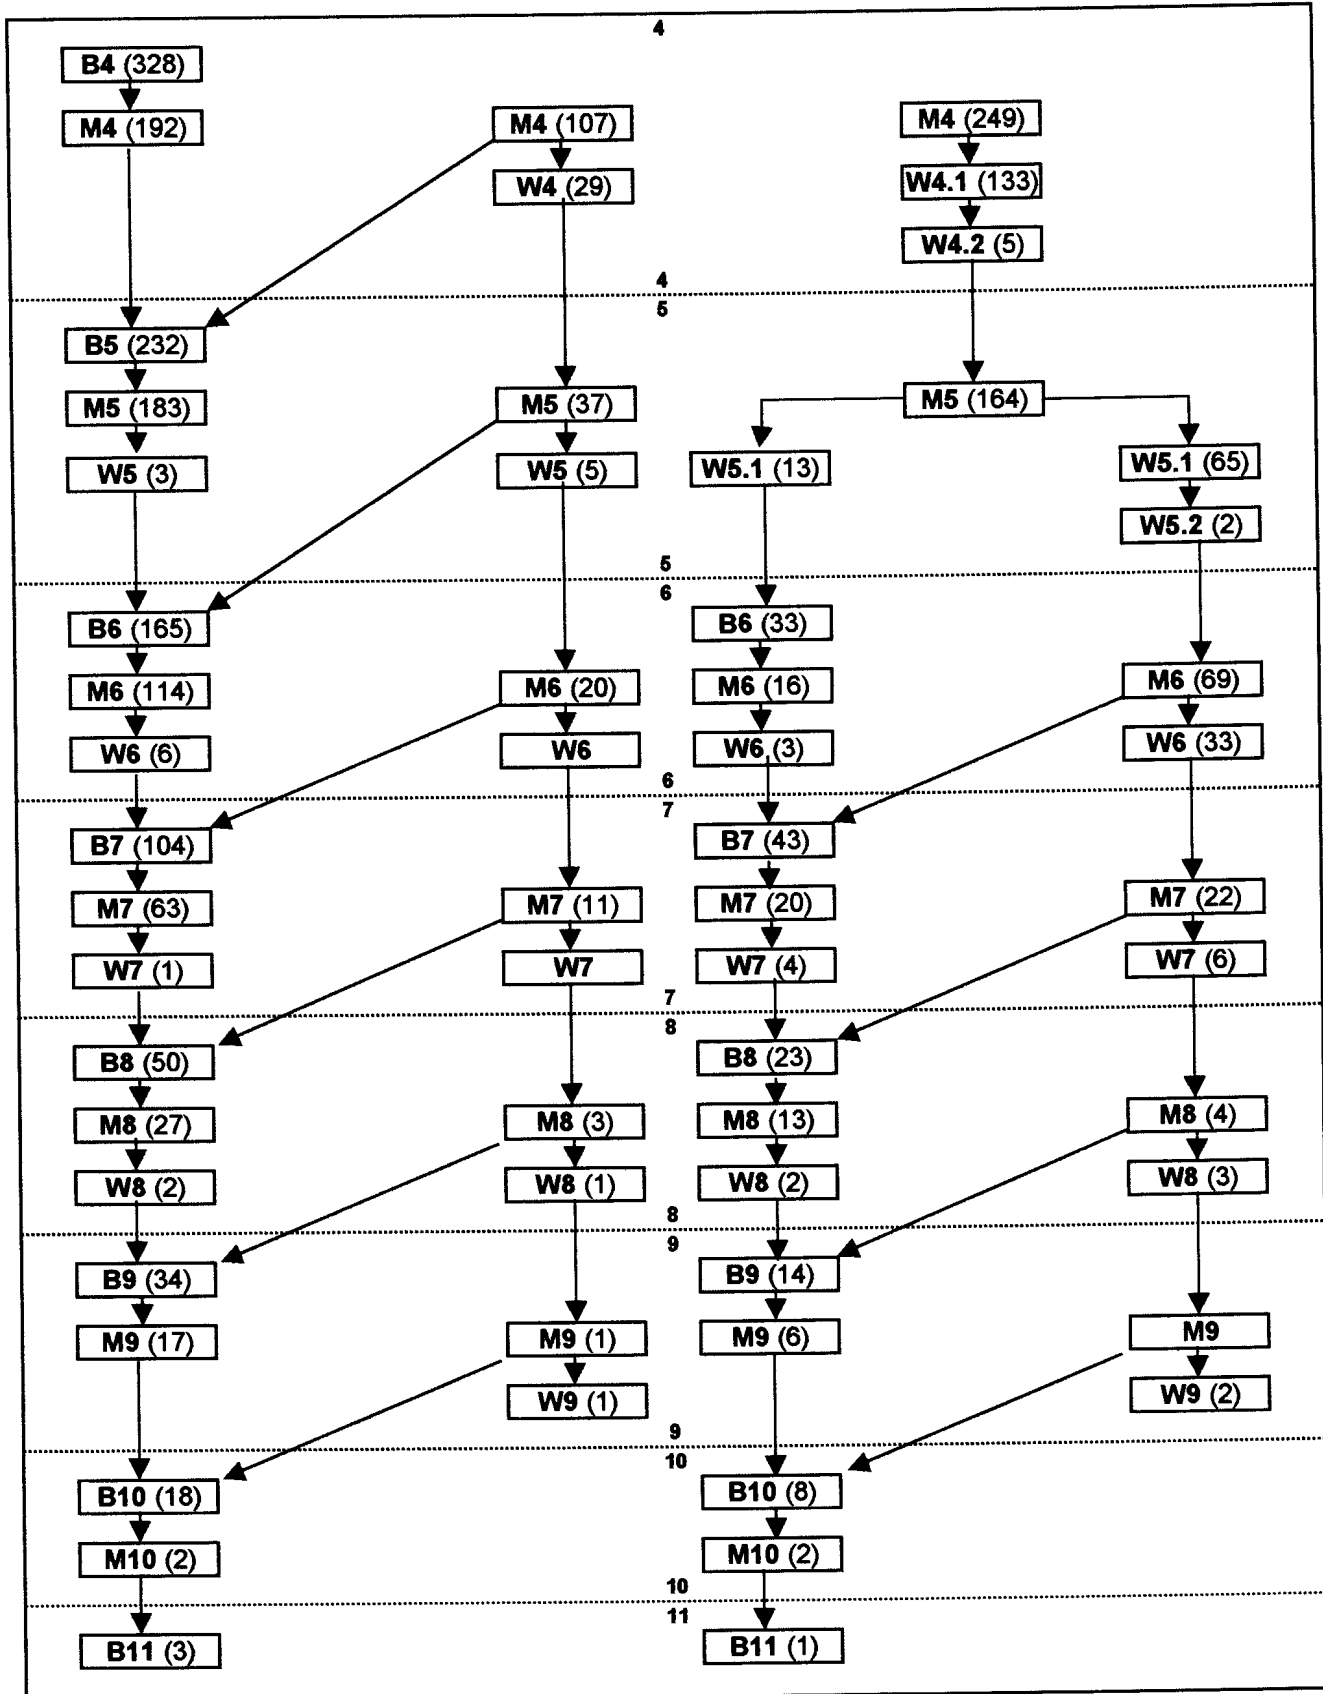 4
B4 (328)
M4 (192)
M4 (107)
M4 (249)
W4 (29)
W4.1 (133)
W4.2 (5)
4
5
B5 (232)
M5 (183)
M5 (37)
M5 (164)
W5 (3)
W5 (5)
W5.1 (13)
W5.1 (65)
W5.2 (2)
5
6
B6 (165)
B6 (33)
M6 (114)
M6 (20)
M6 (16)
M6 (69)
W6 (6)
W6
W6 (3)
W6 (33)
6
7
B7 (104)
B7 (43)
M7 (63)
M7 (11)
M7 (20)
M7 (22)
W7 (1)
W7
W7 (4)
W7 (6)
7
8
B8 (50)
B8 (23)
M8 (27)
M8 (3)
M8 (13)
M8 (4)
W8 (2)
W8 (1)
W8 (2)
W8 (3)
8
9
B9 (34)
B9 (14)
M9 (17)
M9 (1)
M9 (6)
M9
W9 (1)
W9 (2)
9
10
B10 (18)
B10 (8)
M10 (2)
M10 (2)
10
11
B11 (3)
B11 (1)